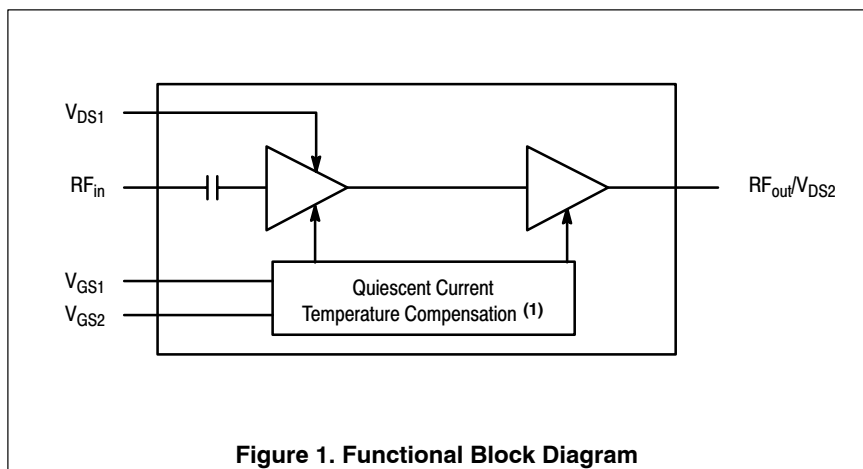 V_DS1
RF_in
RF_out/V_DS2
V_GS1
V_GS2
Quiescent Current
Temperature Compensation (1)
Figure 1. Functional Block Diagram